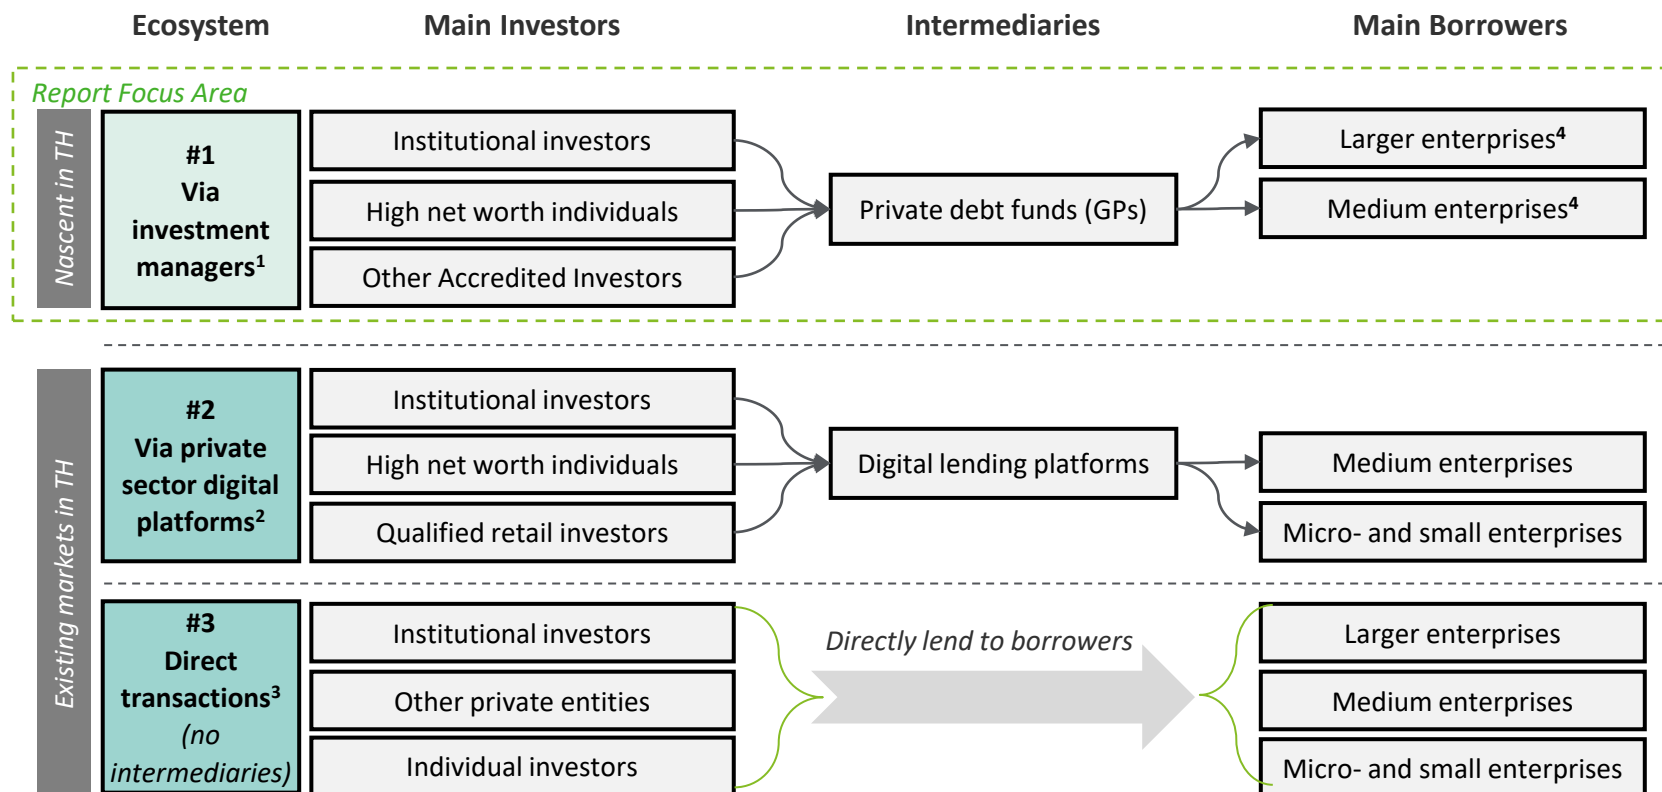 Ecosystem
Main Investors
Intermediaries
Main Borrowers
Report Focus Area
Nascent in TH
#1
Via
investment
managers¹
Institutional investors
High net worth individuals
Other Accredited Investors
Private debt funds (GPs)
Larger enterprises⁴
Medium enterprises⁴
Existing markets in TH
#2
Via private
sector digital
platforms²
Institutional investors
High net worth individuals
Qualified retail investors
Digital lending platforms
Medium enterprises
Micro- and small enterprises
#3
Direct
transactions³
(no
intermediaries)
Institutional investors
Other private entities
Individual investors
Directly lend to borrowers
Larger enterprises
Medium enterprises
Micro- and small enterprises